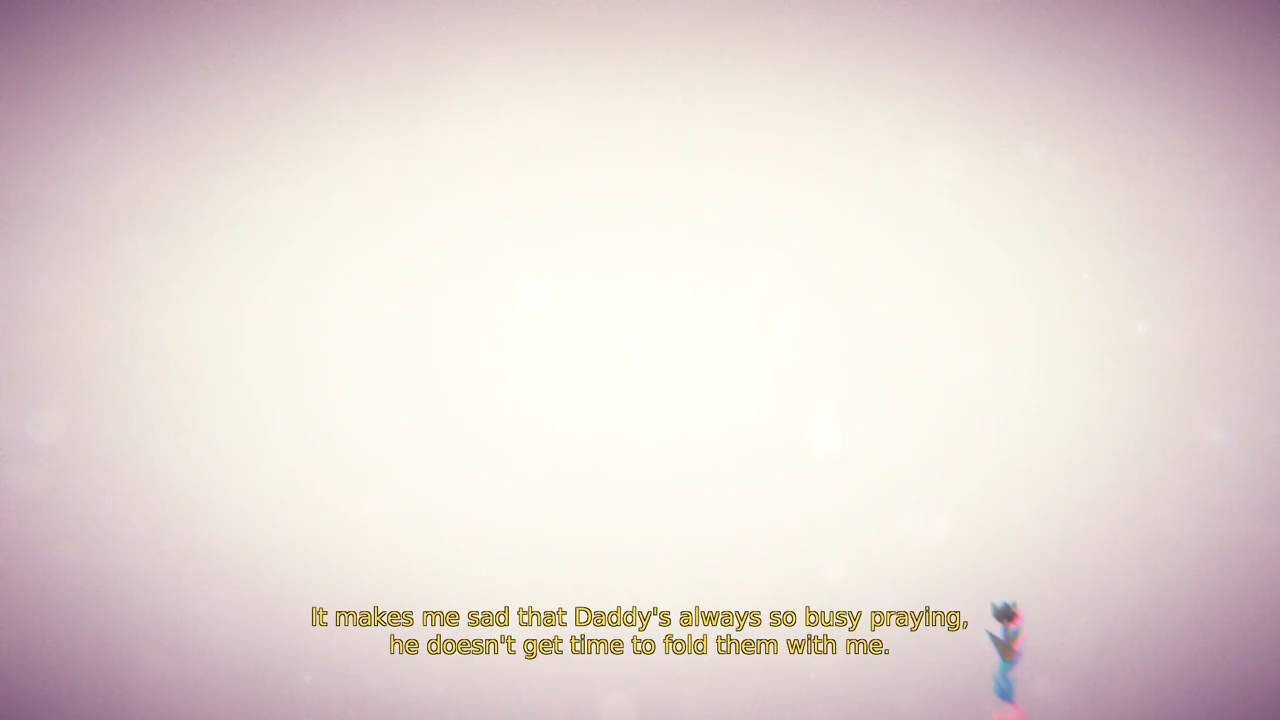 It makes me sad that Daddy's always so busy praying,
he doesn't get time to fold them with me.